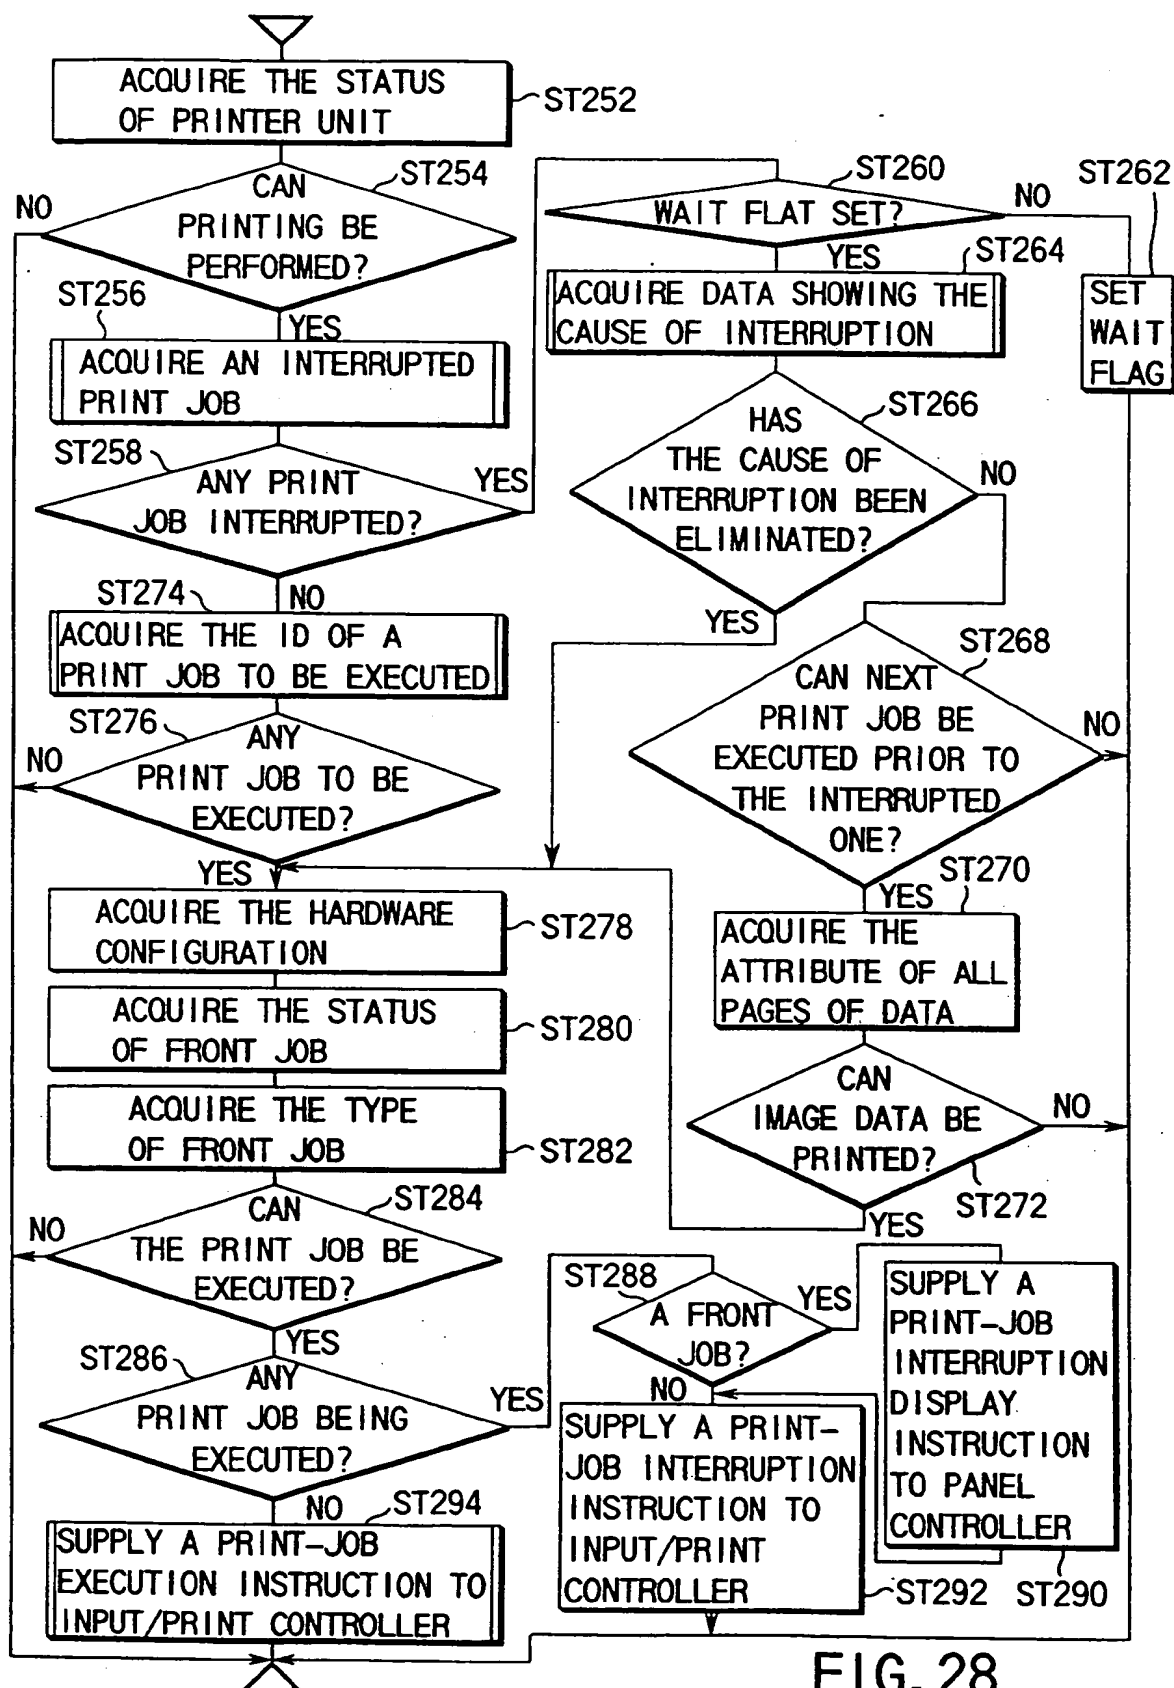 ACQUIRE THE STATUS
OF PRINTER UNIT
ST252
ST254
CAN
PRINTING BE
PERFORMED?
NO
YES
ST256
ACQUIRE AN INTERRUPTED
PRINT JOB
ST258
ANY PRINT
JOB INTERRUPTED?
YES
NO
ST274
ACQUIRE THE ID OF A
PRINT JOB TO BE EXECUTED
ST276
ANY
PRINT JOB TO BE
EXECUTED?
NO
YES
ACQUIRE THE HARDWARE
CONFIGURATION
ST278
ACQUIRE THE STATUS
OF FRONT JOB
ST280
ACQUIRE THE TYPE
OF FRONT JOB
ST282
ST284
CAN
THE PRINT JOB BE
EXECUTED?
NO
YES
ST286
ANY
PRINT JOB BEING
EXECUTED?
YES
NO
ST294
SUPPLY A PRINT-JOB
EXECUTION INSTRUCTION TO
INPUT/PRINT CONTROLLER
ST260
WAIT FLAT SET?
NO
YES
ST262
SET
WAIT
FLAG
ST264
ACQUIRE DATA SHOWING THE
CAUSE OF INTERRUPTION
ST266
HAS
THE CAUSE OF
INTERRUPTION BEEN
ELIMINATED?
NO
YES
ST268
CAN NEXT
PRINT JOB BE
EXECUTED PRIOR TO
THE INTERRUPTED
ONE?
NO
YES
ST270
ACQUIRE THE
ATTRIBUTE OF ALL
PAGES OF DATA
CAN
IMAGE DATA BE
PRINTED?
NO
ST272
YES
ST288
A FRONT
JOB?
YES
NO
SUPPLY A PRINT-
JOB INTERRUPTION
INSTRUCTION TO
INPUT/PRINT
CONTROLLER
ST292
SUPPLY A
PRINT-JOB
INTERRUPTION
DISPLAY
INSTRUCTION
TO PANEL
CONTROLLER
ST290
FIG. 28